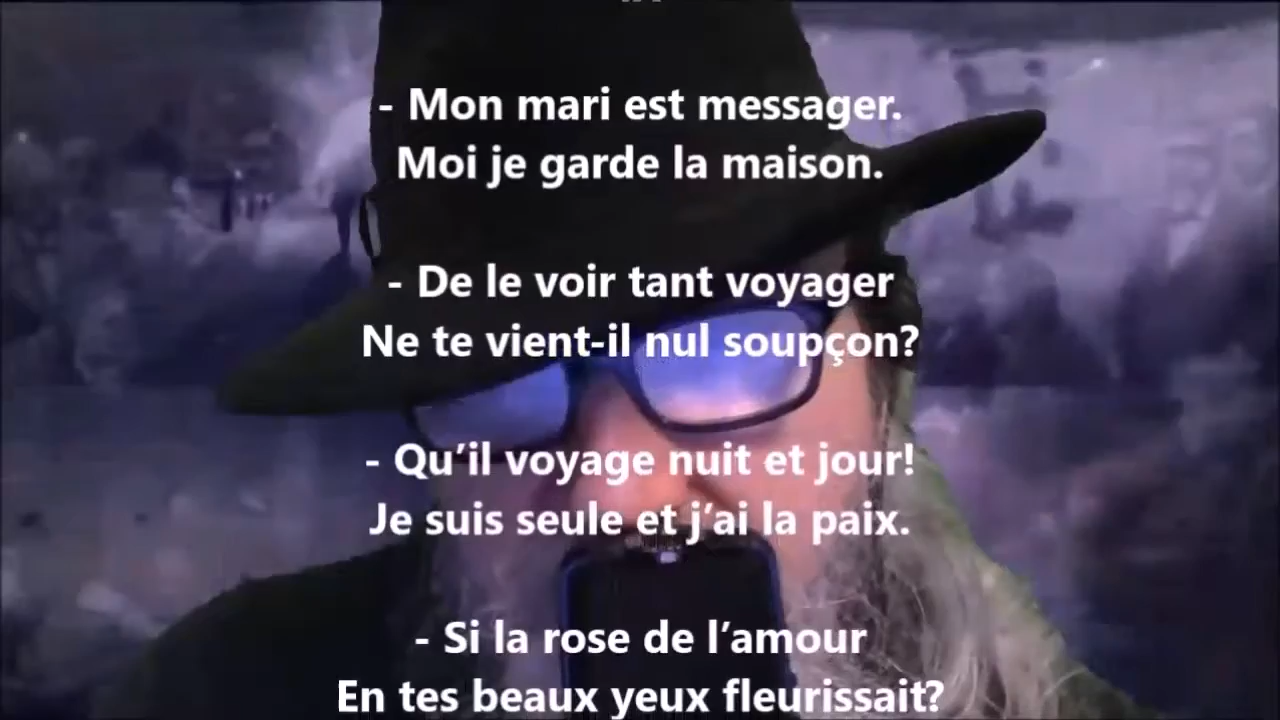 - Mon mari est messager.
Moi je garde la maison.
- De le voir tant voyager
Ne te vient-il nul soupçon?
- Qu’il voyage nuit et jour!
Je suis seule et j’ai la paix.
- Si la rose de l’amour
En tes beaux yeux fleurissait?